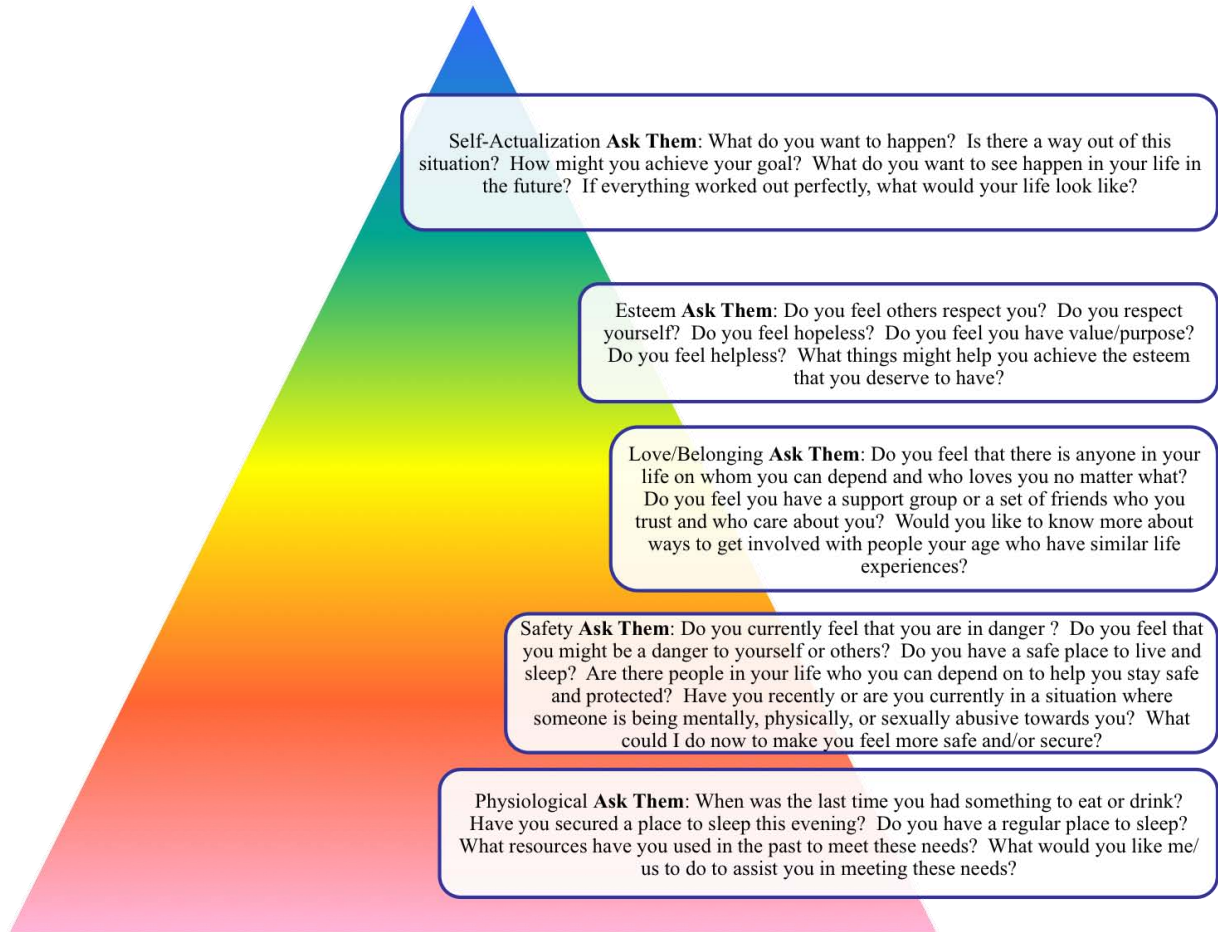 Self-Actualization Ask Them: What do you want to happen?  Is there a way out of this
situation?  How might you achieve your goal?  What do you want to see happen in your life in
the future?  If everything worked out perfectly, what would your life look like?
Esteem Ask Them: Do you feel others respect you?  Do you respect
yourself?  Do you feel hopeless?  Do you feel you have value/purpose?
Do you feel helpless?  What things might help you achieve the esteem
that you deserve to have?
Love/Belonging Ask Them: Do you feel that there is anyone in your
life on whom you can depend and who loves you no matter what?
Do you feel you have a support group or a set of friends who you
trust and who care about you?  Would you like to know more about
ways to get involved with people your age who have similar life
experiences?
Safety Ask Them: Do you currently feel that you are in danger ?  Do you feel that
you might be a danger to yourself or others?  Do you have a safe place to live and
sleep?  Are there people in your life who you can depend on to help you stay safe
and protected?  Have you recently or are you currently in a situation where
someone is being mentally, physically, or sexually abusive towards you?  What
could I do now to make you feel more safe and/or secure?
Physiological Ask Them: When was the last time you had something to eat or drink?
Have you secured a place to sleep this evening?  Do you have a regular place to sleep?
What resources have you used in the past to meet these needs?  What would you like me/
us to do to assist you in meeting these needs?